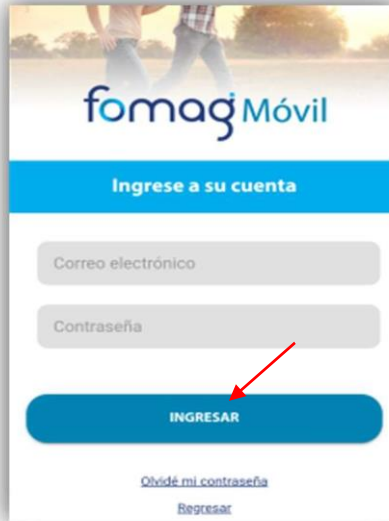 fomag Móvil
Ingrese a su cuenta
Correo electrónico
Contraseña
INGRESAR
Olvidé mi contraseña
Regresar